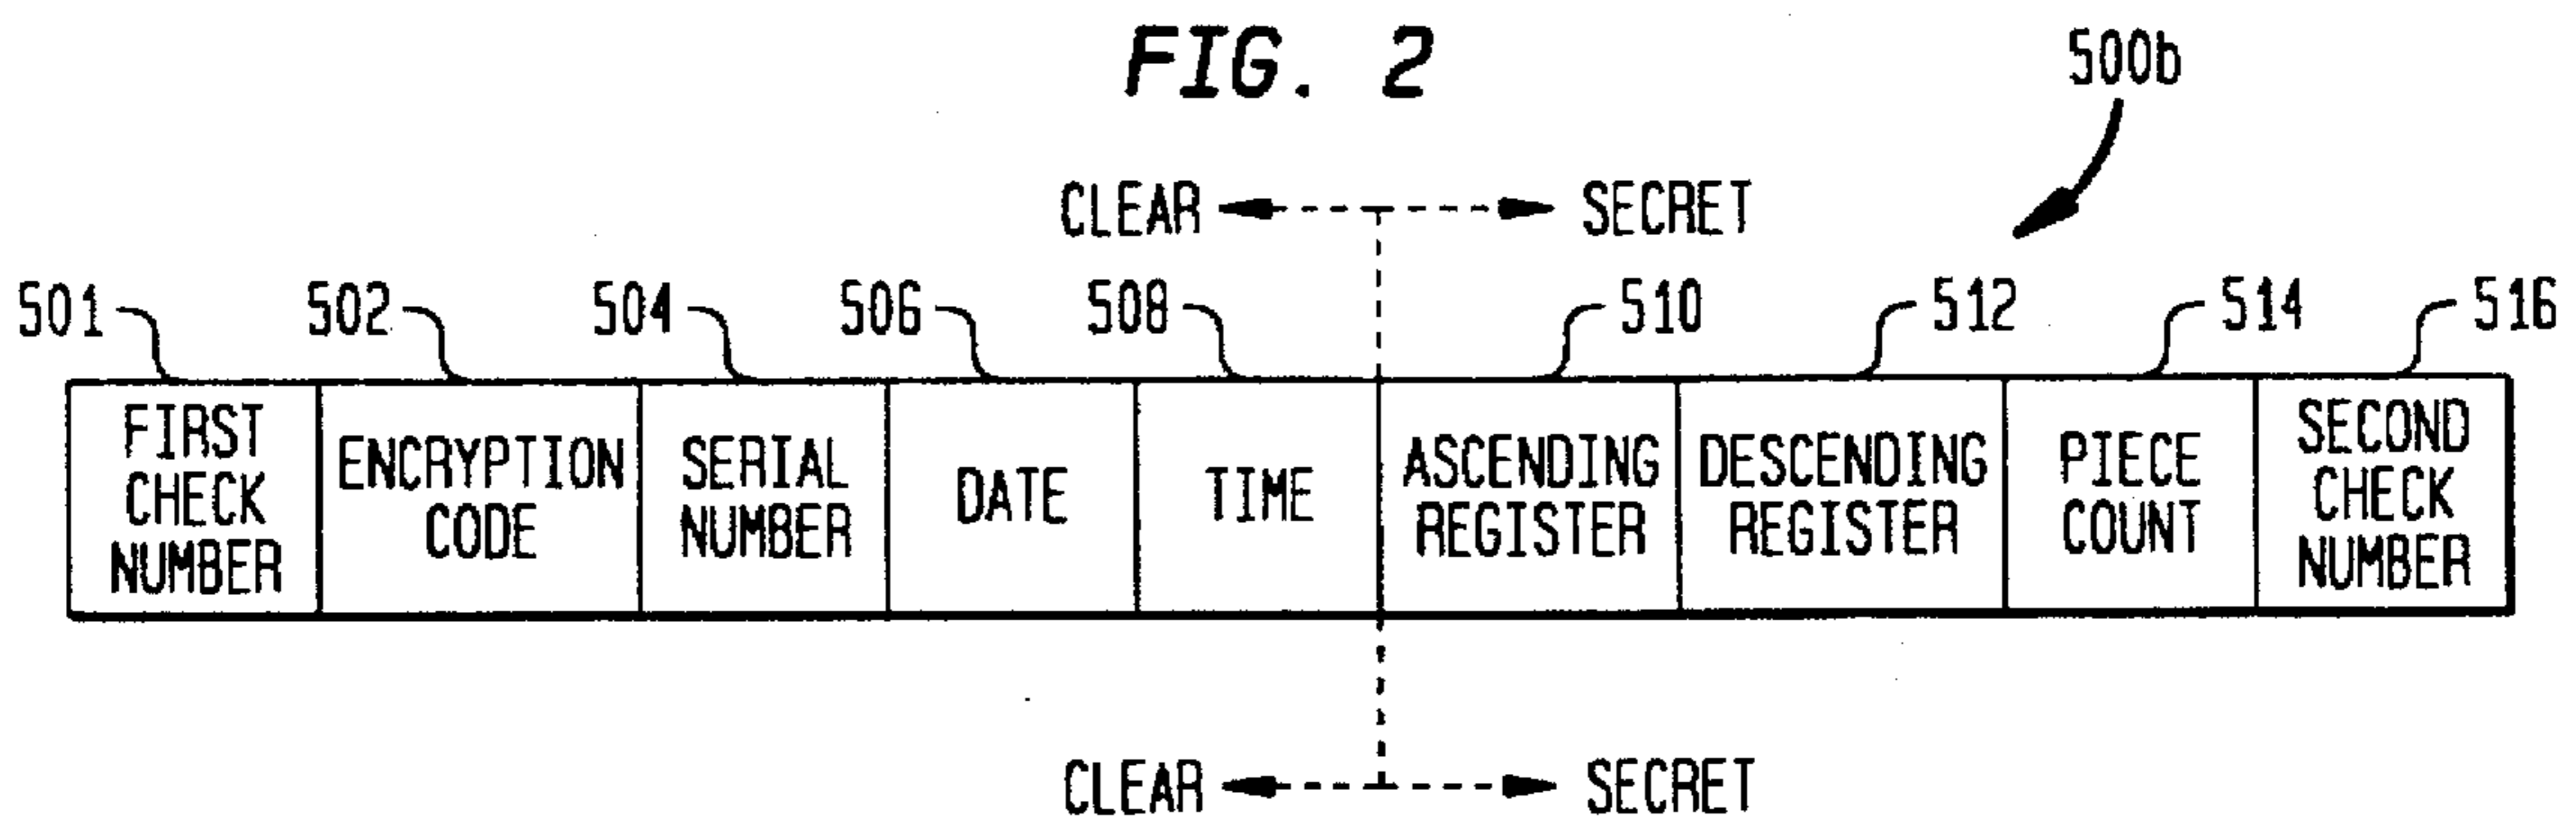 FIG. 2
500b
CLEAR SECRET
501 502 504 506 508 510 512 514 516
FIRST
CHECK
NUMBER
ENCRYPTION
CODE
SERIAL
NUMBER
DATE
TIME
ASCENDING
REGISTER
DESCENDING
REGISTER
PIECE
COUNT
SECOND
CHECK
NUMBER
CLEAR SECRET